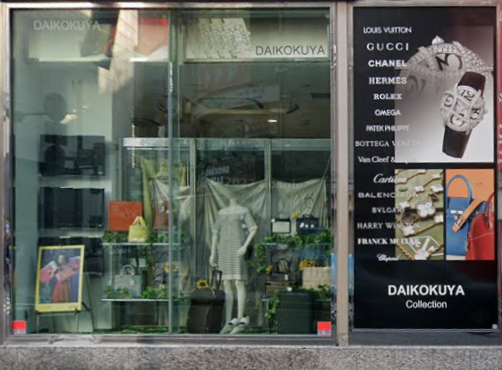 DAIKOKUYA
DAIKOKUYA
LOUIS VUITTON
GUCCI
CHANEL
HERMES
ROLEX
OMEGA
PATEK PHILIPPE
BOTTEGA VENETA
Van Cleef &
Cartier
BALENCIAGA
BVLGARI
HARRY WINSTON
FRANCK MULLER
Chopard
DAIKOKUYA
Collection